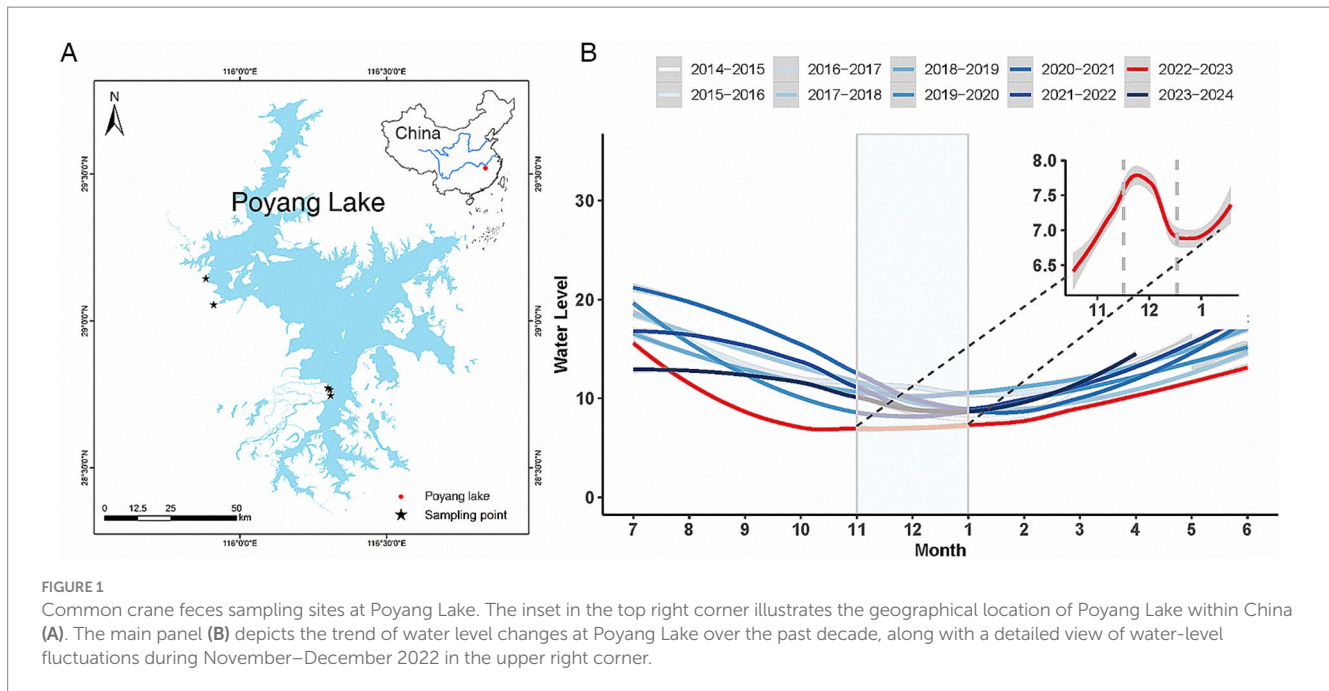 A
116°0'0"E
116°30'0"E
N
China
29°30'0"N
29°30'0"N
Poyang Lake
29°0'0"N
29°0'0"N
28°30'0"N
28°30'0"N
Poyang lake
Sampling point
0 12.5 25 50
km
116°0'0"E
116°30'0"E
B
2014–2015 2016–2017 2018–2019 2020–2021 2022–2023
2015–2016 2017–2018 2019–2020 2021–2022 2023–2024
Water Level
30
20
10
0
8.0
7.5
7.0
6.5
11 12 1
7 8 9 10 11 12 1 2 3 4 5 6
Month
FIGURE 1
Common crane feces sampling sites at Poyang Lake. The inset in the top right corner illustrates the geographical location of Poyang Lake within China
(A). The main panel (B) depicts the trend of water level changes at Poyang Lake over the past decade, along with a detailed view of water-level
fluctuations during November–December 2022 in the upper right corner.